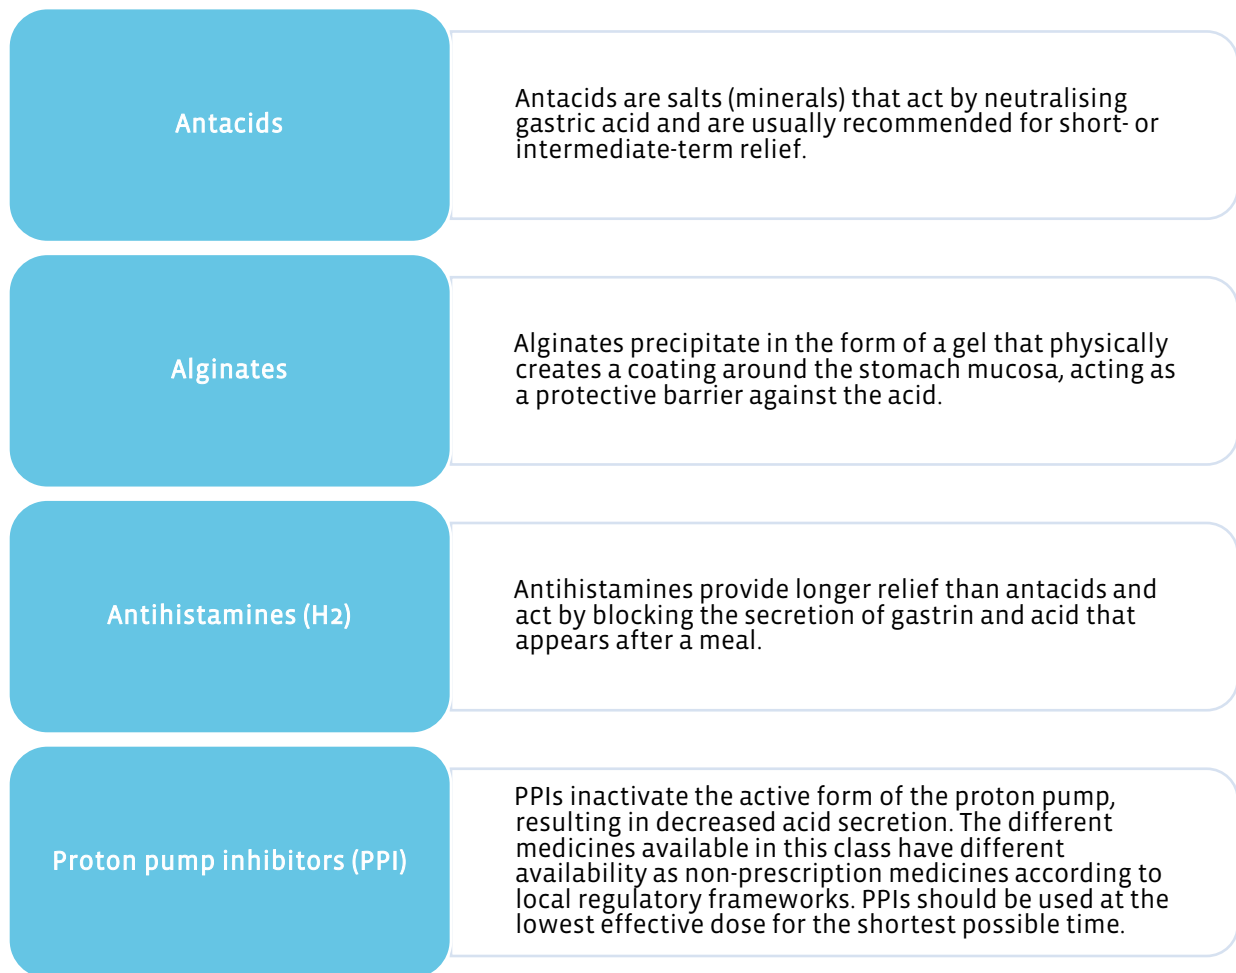 Antacids
Antacids are salts (minerals) that act by neutralising
gastric acid and are usually recommended for short- or
intermediate-term relief.
Alginates
Alginates precipitate in the form of a gel that physically
creates a coating around the stomach mucosa, acting as
a protective barrier against the acid.
Antihistamines (H2)
Antihistamines provide longer relief than antacids and
act by blocking the secretion of gastrin and acid that
appears after a meal.
Proton pump inhibitors (PPI)
PPIs inactivate the active form of the proton pump,
resulting in decreased acid secretion. The different
medicines available in this class have different
availability as non-prescription medicines according to
local regulatory frameworks. PPIs should be used at the
lowest effective dose for the shortest possible time.